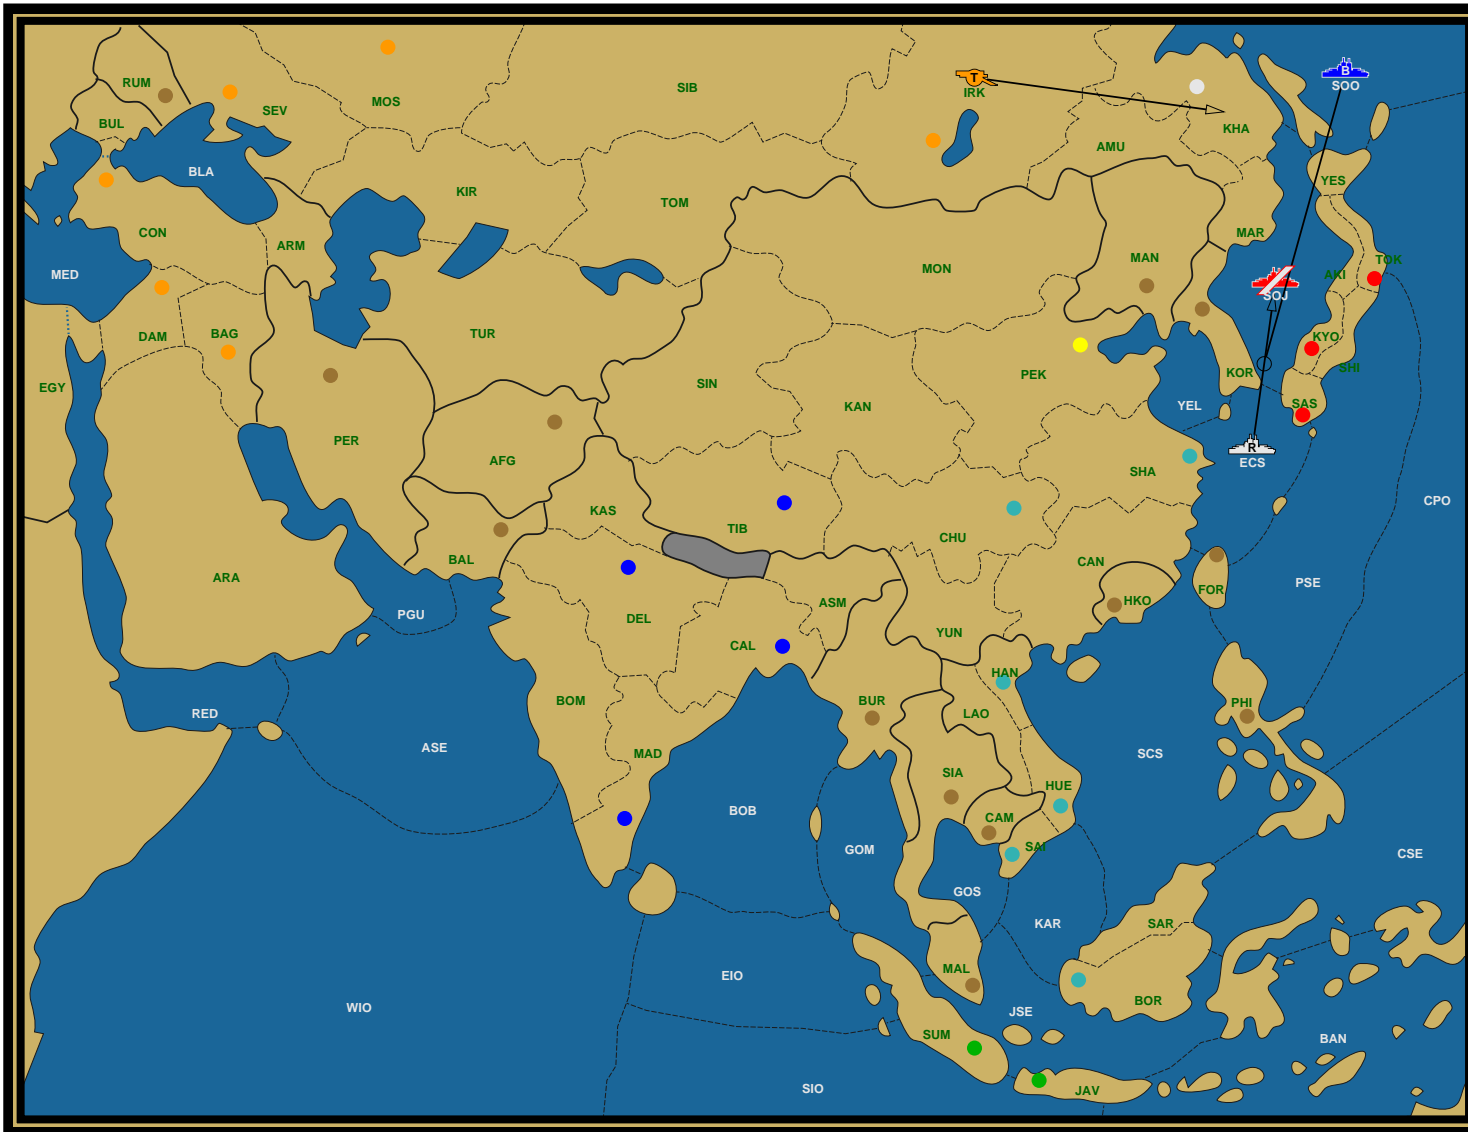 SOO
B
RUM
SEV
MOS
SIB
T
IRK
KHA
BUL
AMU
BLA
YES
KIR
TOM
CON
ARM
MAR
MED
MON
MAN
TOK
AKI
SOJ
DAM
BAG
TUR
KYO
SHI
EGY
SIN
PEK
KOR
KAN
YEL
SAS
PER
AFG
R
ECS
SHA
CPO
KAS
TIB
CHU
BAL
CAN
ARA
PSE
FOR
PGU
DEL
ASM
HKO
CAL
YUN
HAN
BOM
BUR
PHI
RED
LAO
ASE
MAD
SCS
SIA
HUE
BOB
CAM
GOM
SAI
CSE
GOS
KAR
SAR
MAL
EIO
BOR
WIO
JSE
SUM
BAN
SIO
JAV